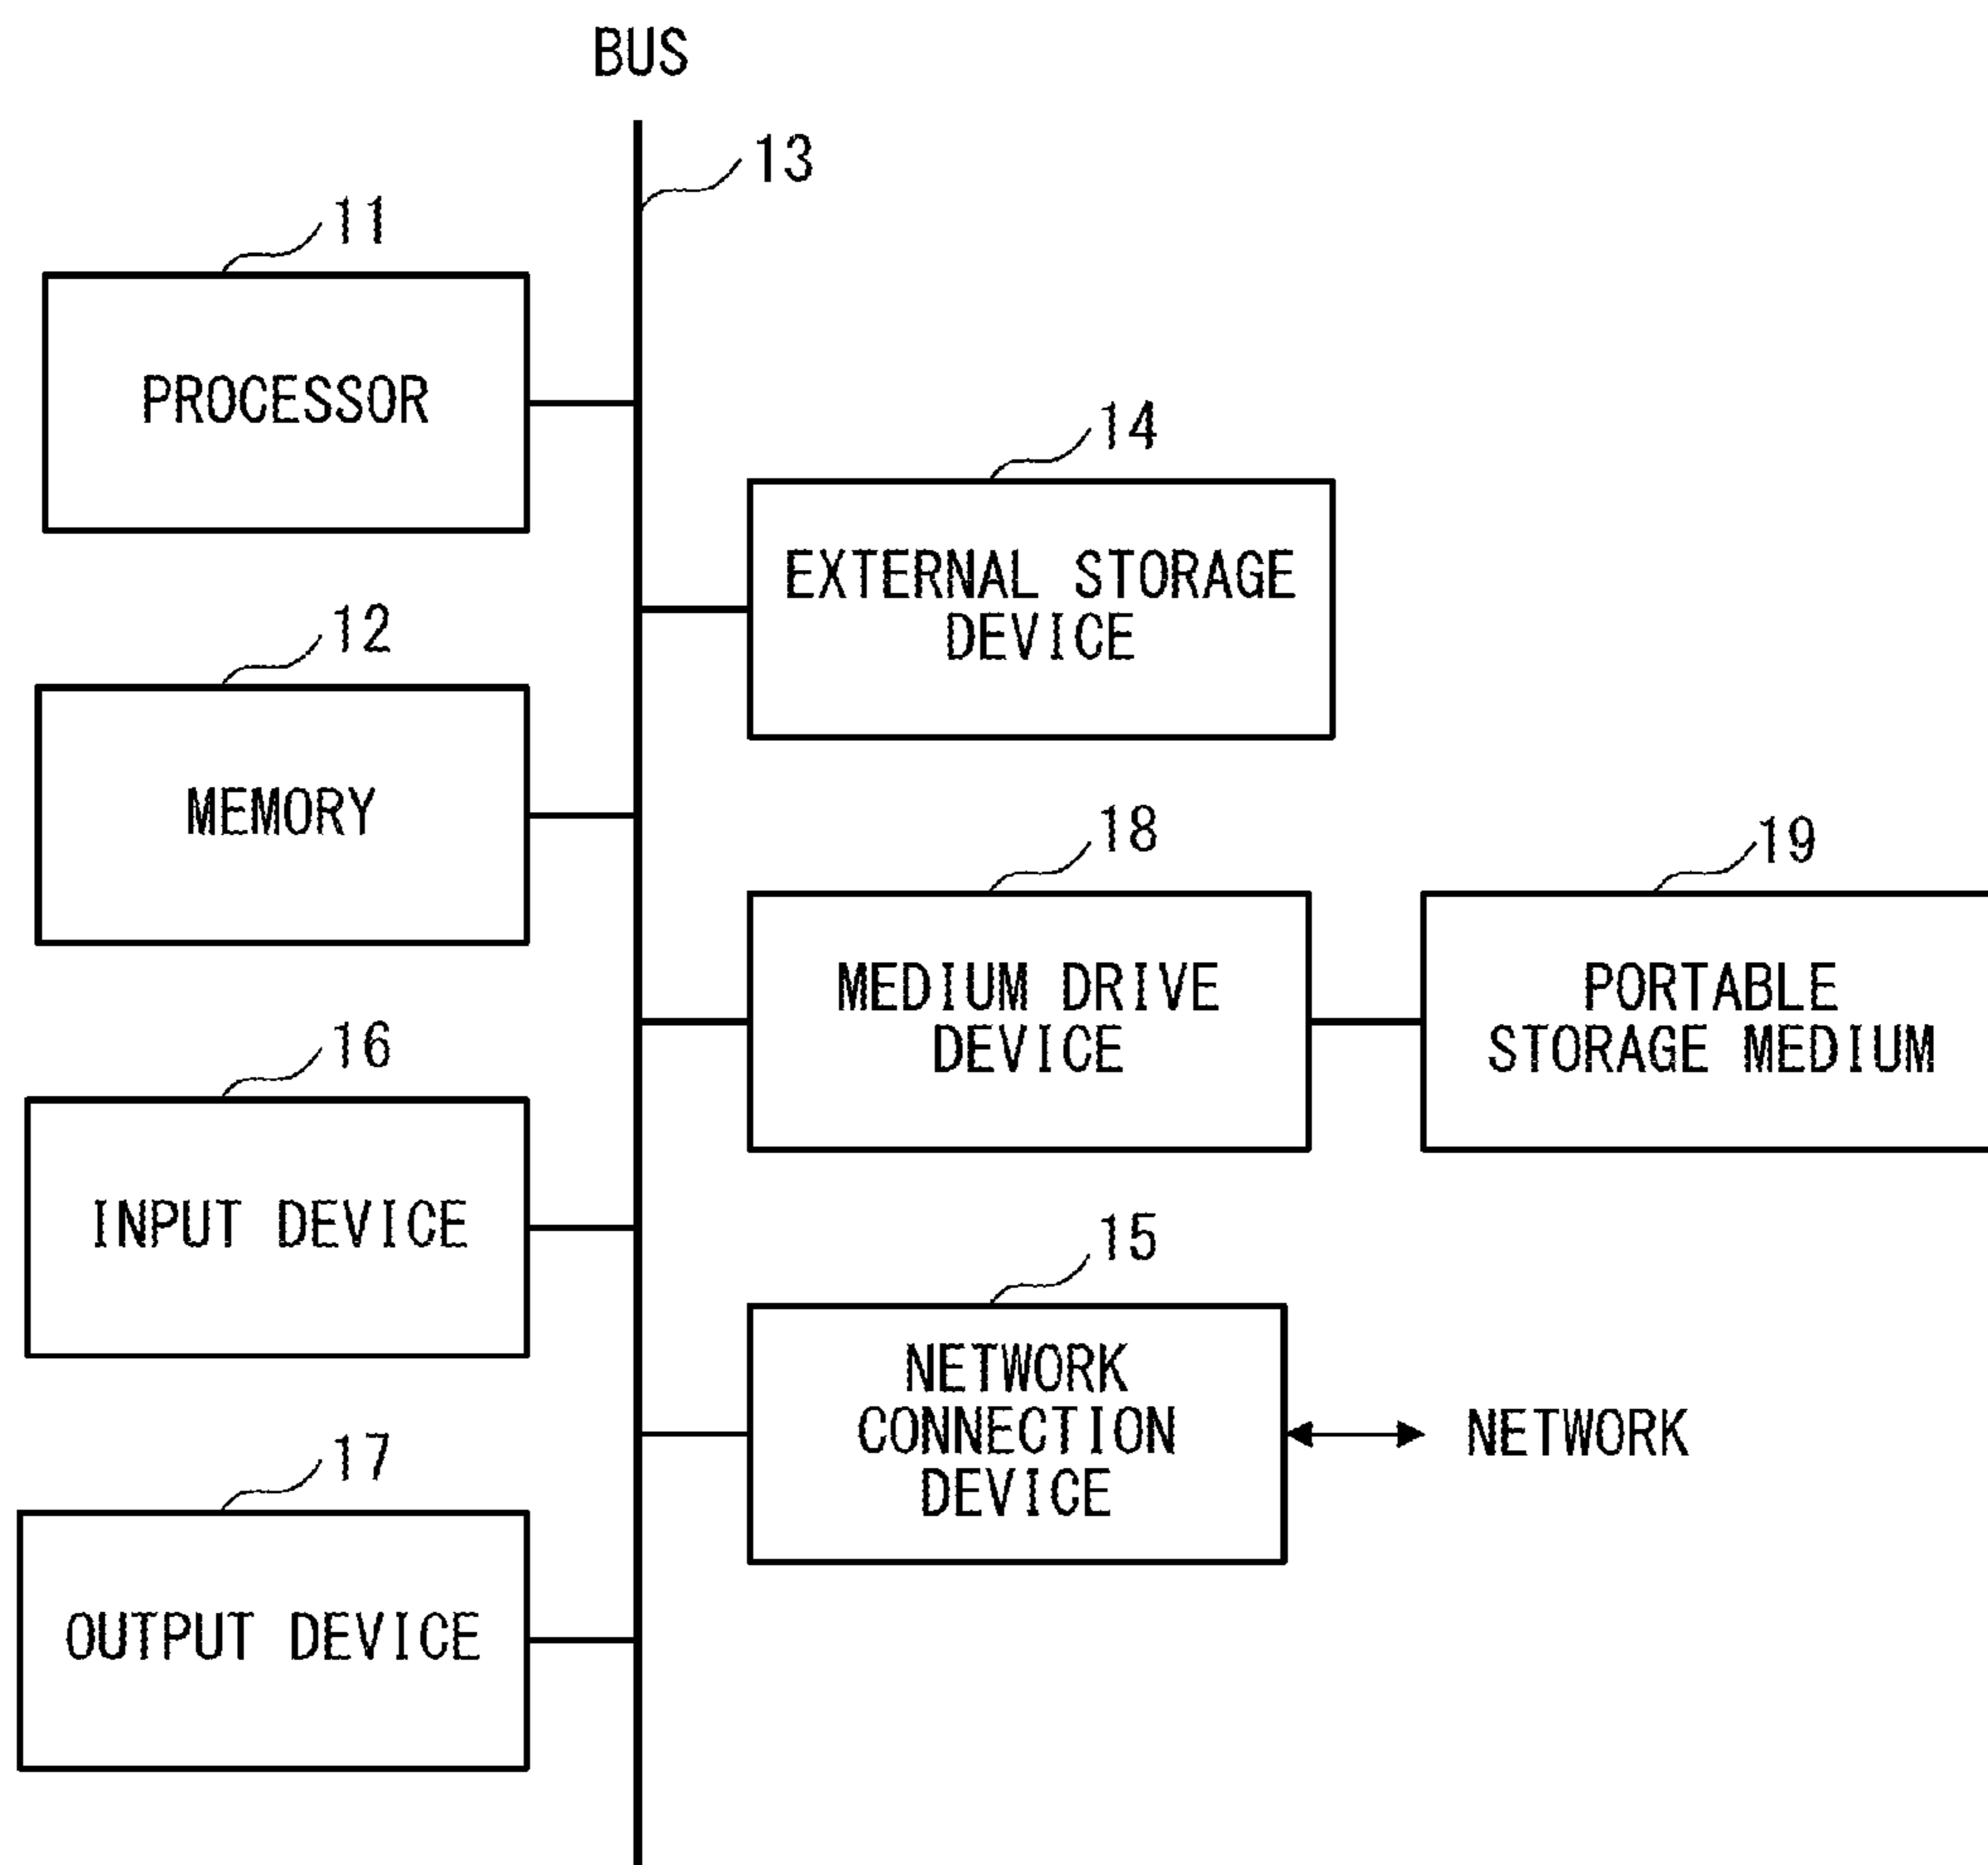 BUS
13
11
PROCESSOR
14
EXTERNAL STORAGE
DEVICE
12
MEMORY
18
MEDIUM DRIVE
DEVICE
19
PORTABLE
STORAGE MEDIUM
16
INPUT DEVICE
15
NETWORK
CONNECTION
DEVICE
NETWORK
17
OUTPUT DEVICE